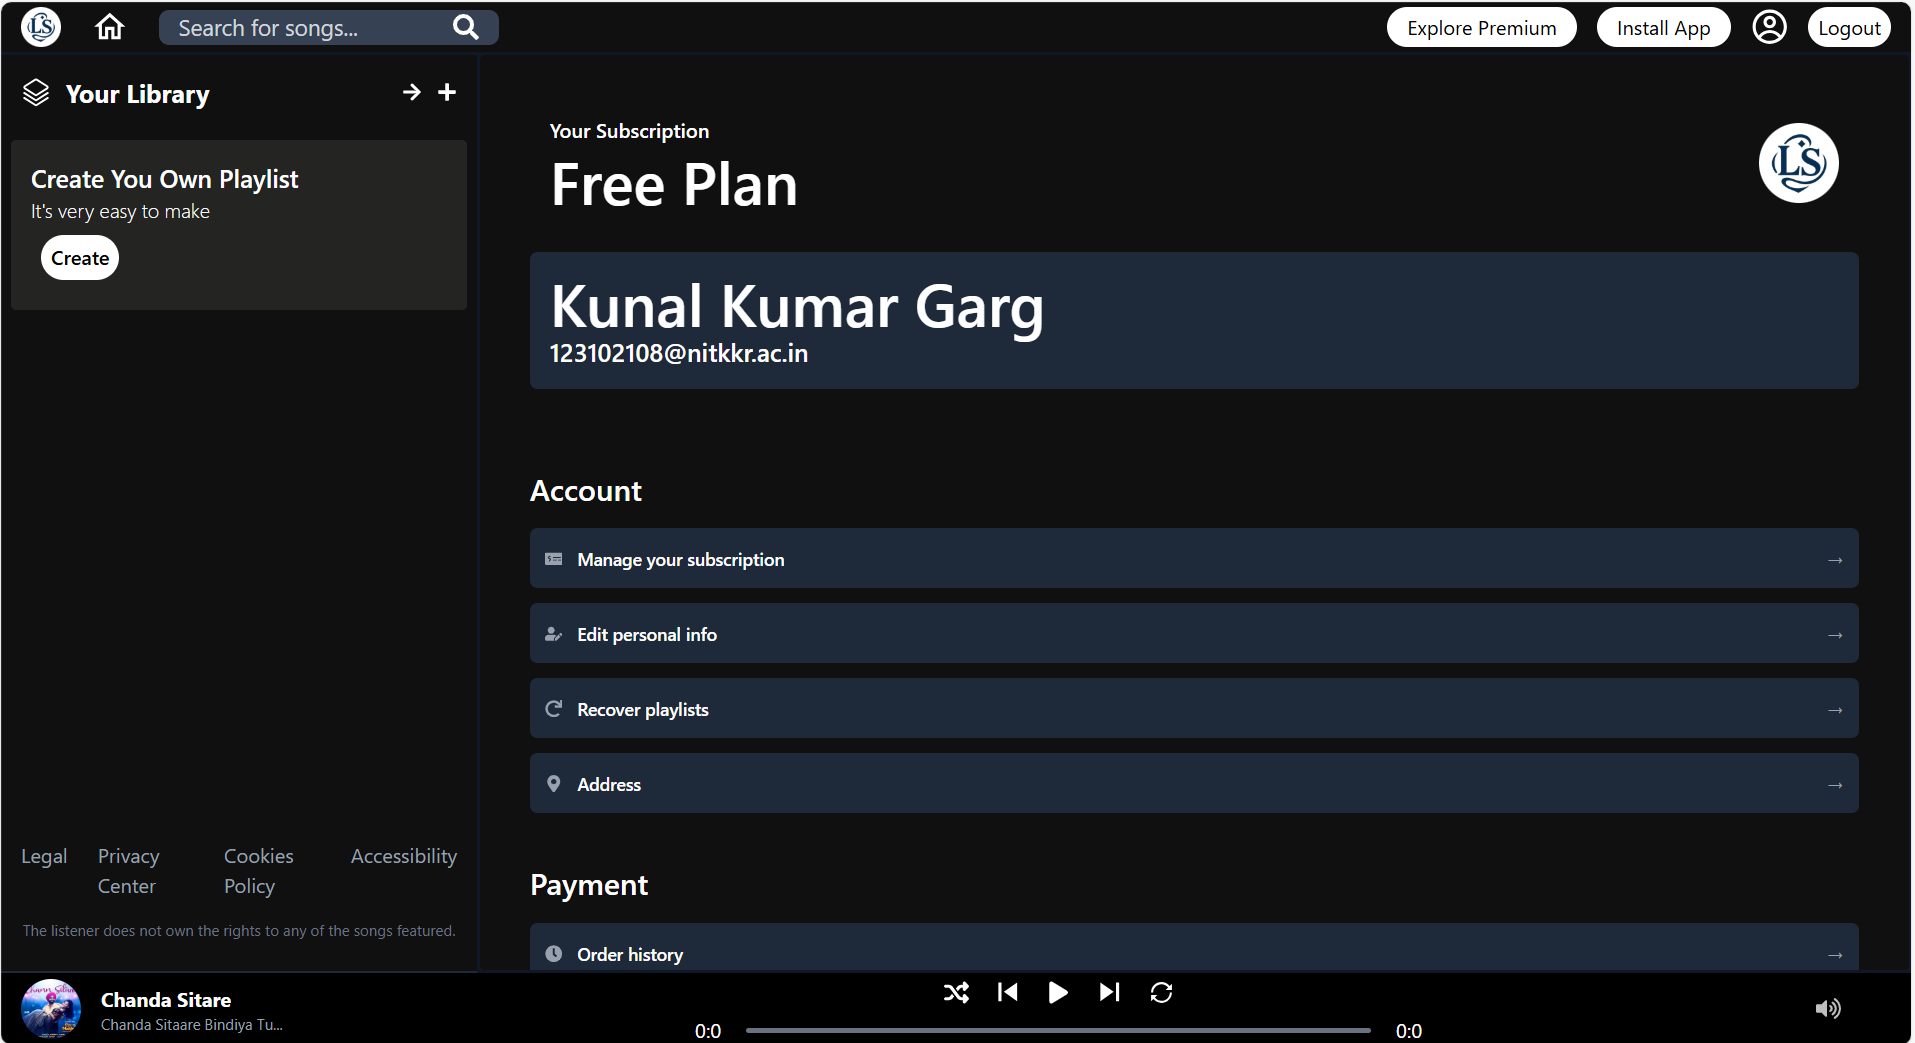 LS
Search for songs...
Explore Premium
Install App
Logout
Your Library
Create You Own Playlist
It's very easy to make
Create
Legal
Privacy Center
Cookies Policy
Accessibility
The listener does not own the rights to any of the songs featured.
Your Subscription
Free Plan
LS
Kunal Kumar Garg
123102108@nitkkr.ac.in
Account
Manage your subscription →
Edit personal info →
Recover playlists →
Address →
Payment
Order history →
Chanda Sitare
Chanda Sitaare Bindiya Tu...
0:0
0:0